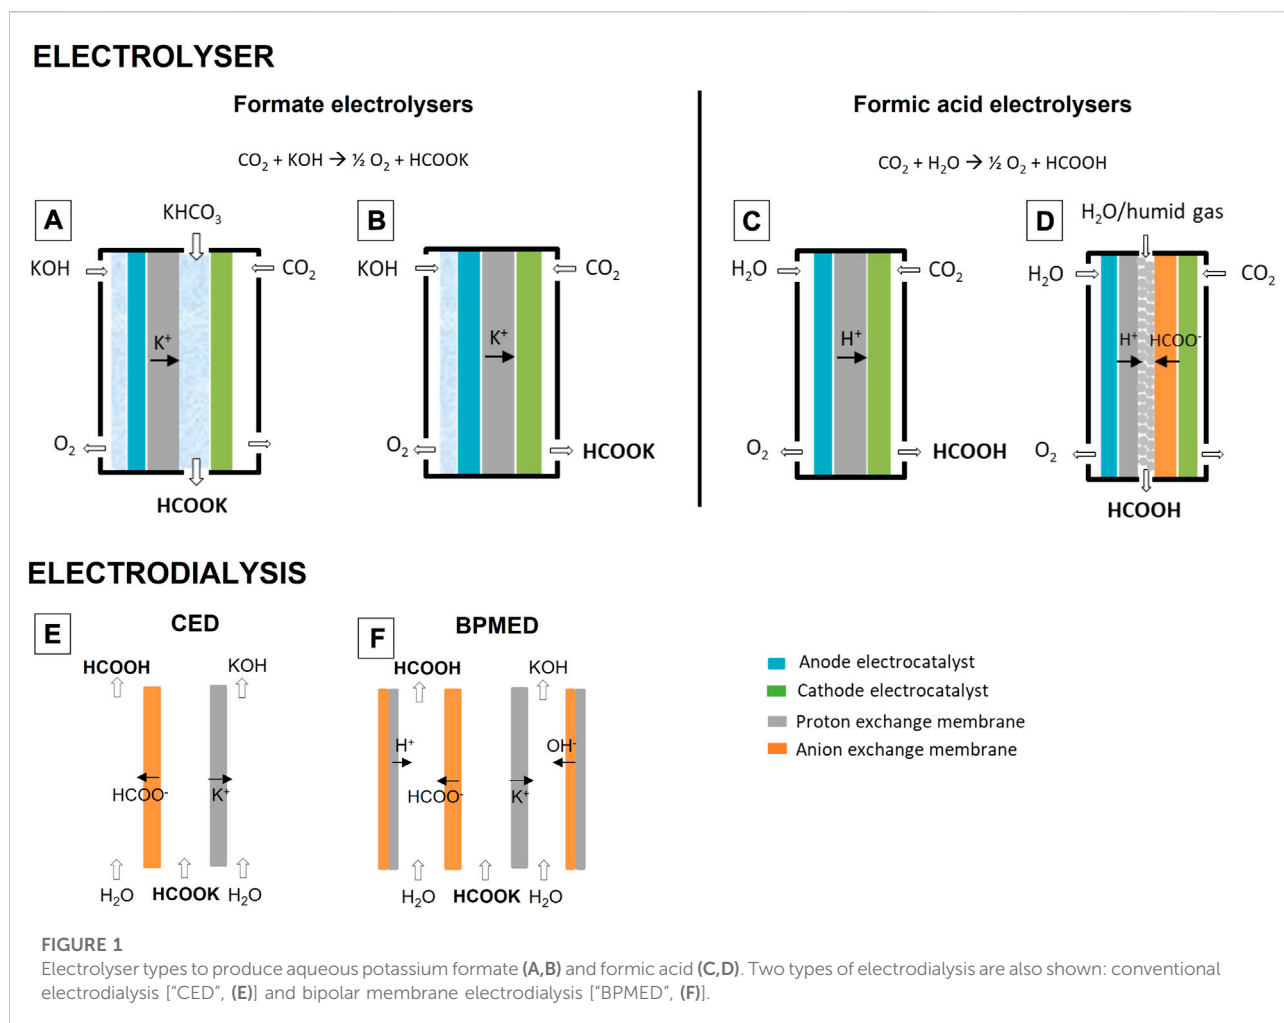 ELECTROLYSER
Formate electrolysers
CO₂ + KOH → ½ O₂ + HCOOK
A
KHCO₃
KOH
CO₂
K⁺
O₂
HCOOK
B
KOH
CO₂
K⁺
O₂
HCOOK
Formic acid electrolysers
CO₂ + H₂O → ½ O₂ + HCOOH
C
H₂O
CO₂
H⁺
O₂
HCOOH
D
H₂O/humid gas
H₂O
CO₂
H⁺
HCOO⁻
O₂
HCOOH
ELECTRODIALYSIS
E
CED
HCOOH
KOH
HCOO⁻
K⁺
H₂O
HCOOK
H₂O
F
BPMED
HCOOH
KOH
H⁺
OH⁻
HCOO⁻
K⁺
H₂O
HCOOK
H₂O
Anode electrocatalyst
Cathode electrocatalyst
Proton exchange membrane
Anion exchange membrane
FIGURE 1
Electrolyser types to produce aqueous potassium formate (A,B) and formic acid (C,D). Two types of electrodialysis are also shown: conventional
electrodialysis ["CED", (E)] and bipolar membrane electrodialysis ["BPMED", (F)].